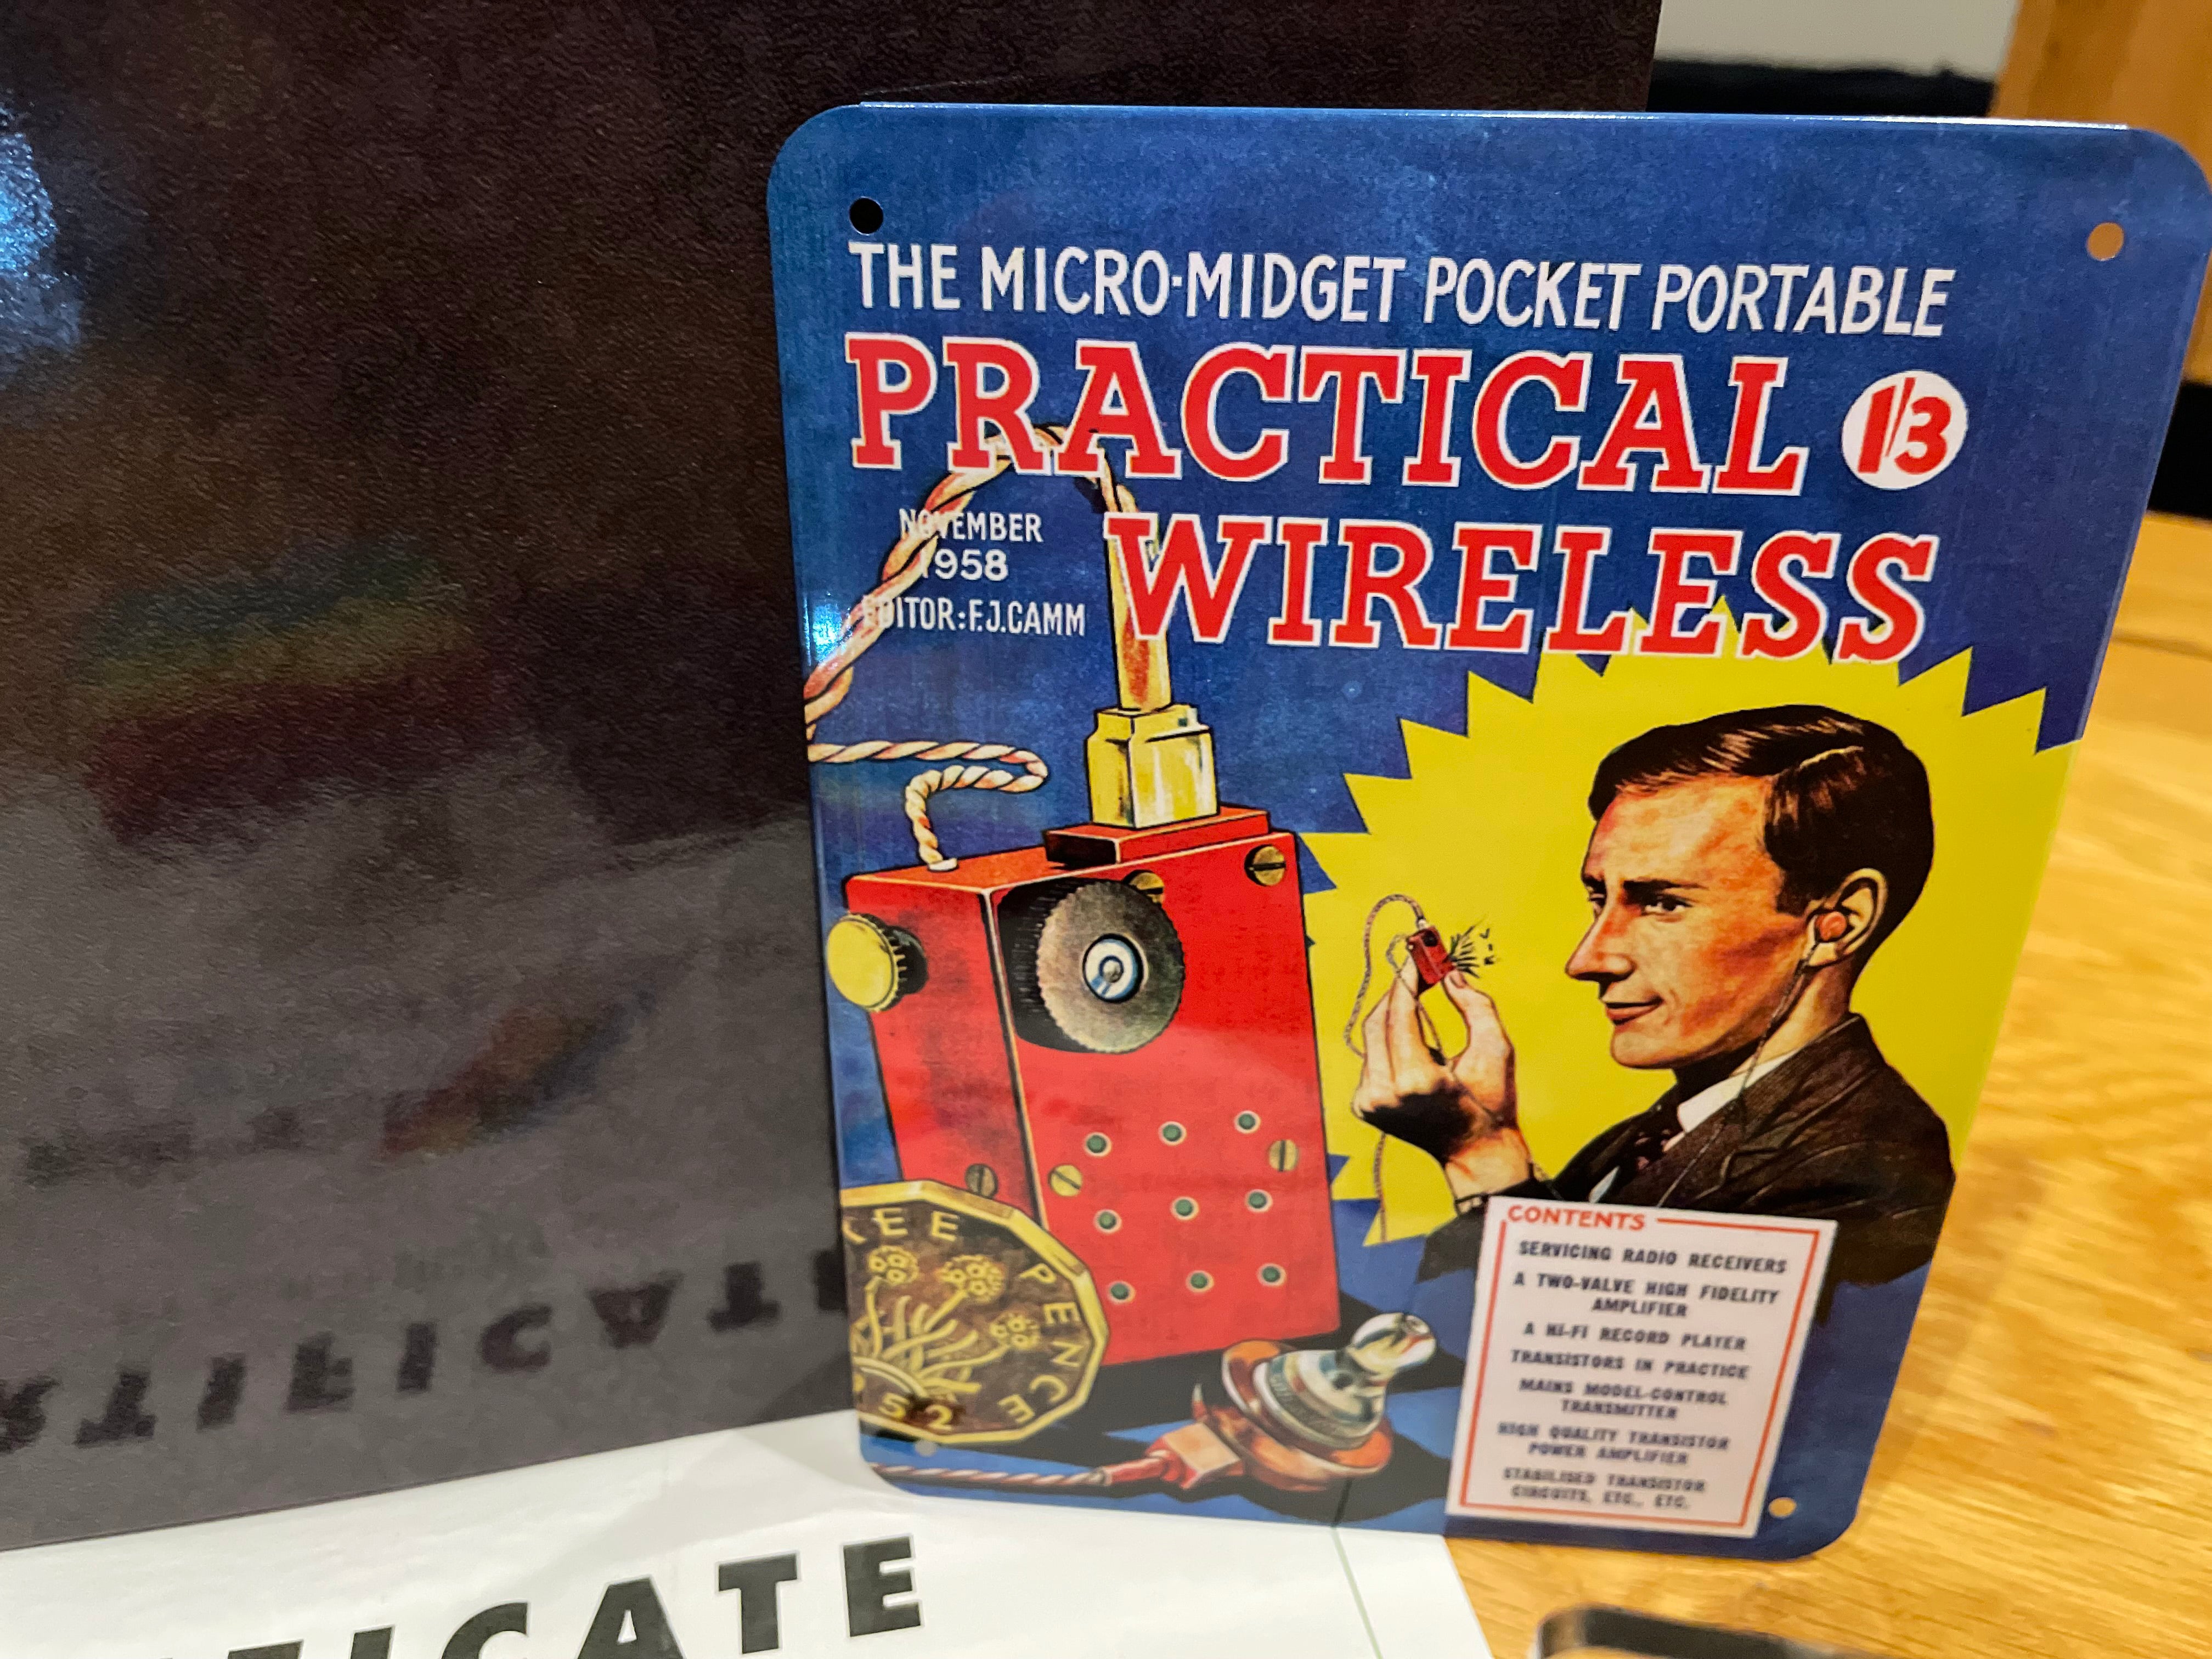 THE MICRO-MIDGET POCKET PORTABLE
PRACTICAL 1/3
WIRELESS
NOVEMBER
1958
EDITOR: F.J. CAMM
PENCE
52
CONTENTS
SERVICING RADIO RECEIVERS
A TWO-VALVE HIGH FIDELITY
AMPLIFIER
A HI-FI RECORD PLAYER
TRANSISTORS IN PRACTICE
MAINS MODEL-CONTROL
TRANSMITTER
HIGH QUALITY TRANSISTOR
POWER AMPLIFIER
STABILISED TRANSISTOR
CIRCUITS, ETC., ETC.